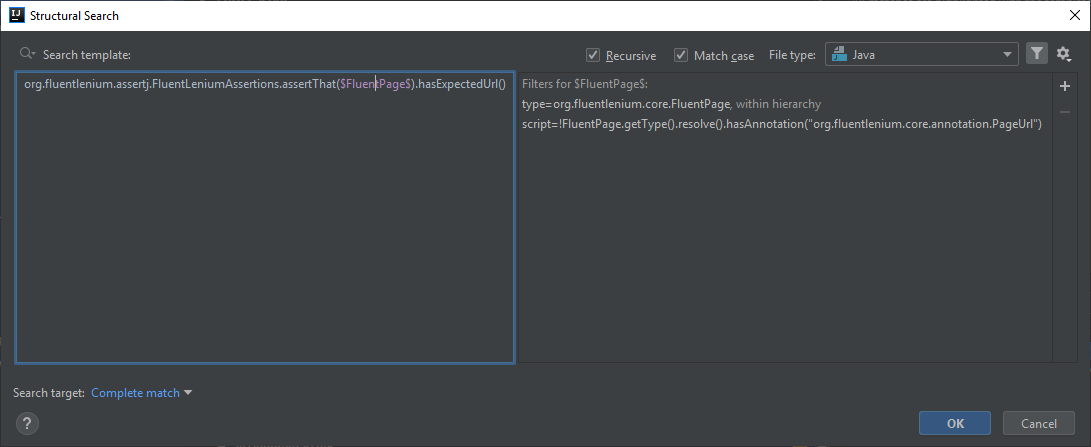 IJ Structural Search
Search template:
Recursive
Match case
File type:
Java
org.fluentlenium.assertj.FluentLeniumAssertions.assertThat($FluentPage$).hasExpectedUrl()
Filters for $FluentPage$:
type=org.fluentlenium.core.FluentPage, within hierarchy
script=!FluentPage.getType().resolve().hasAnnotation("org.fluentlenium.core.annotation.PageUrl")
Search target: Complete match
?
OK
Cancel